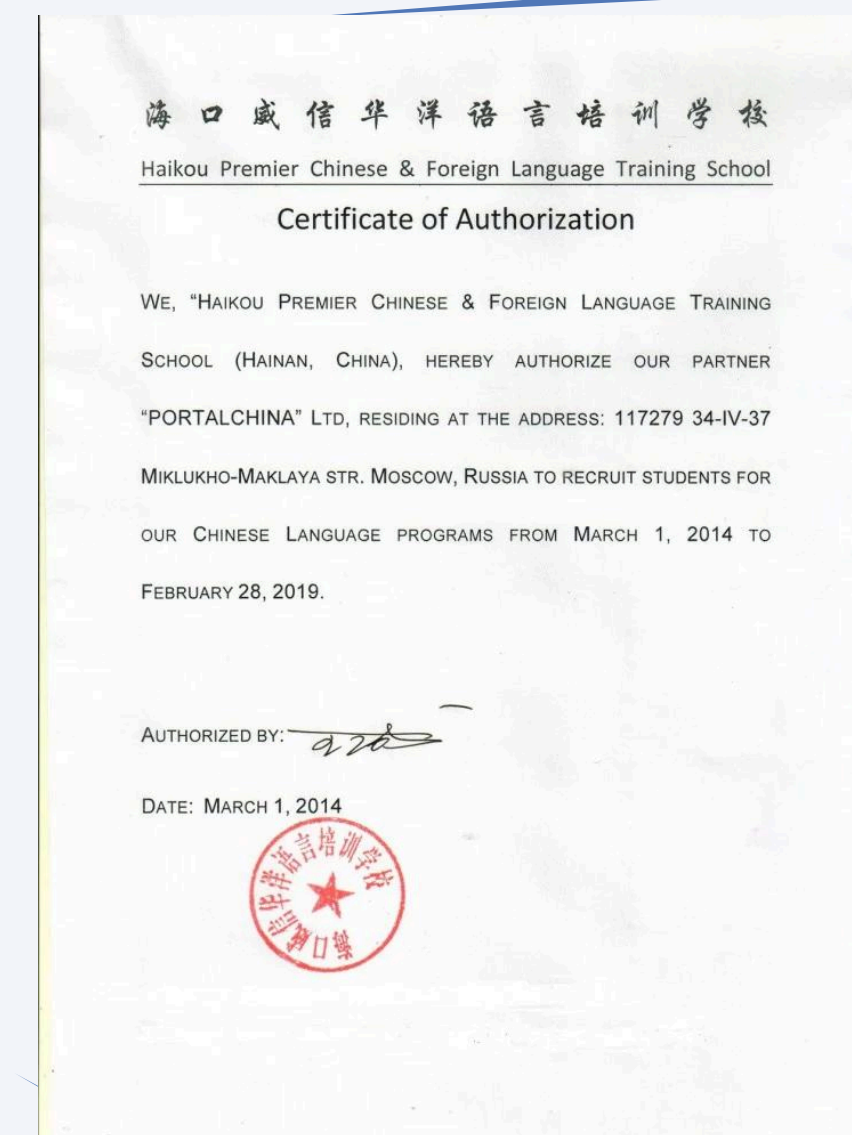 海口威信华洋语言培训学校
Haikou Premier Chinese & Foreign Language Training School
Certificate of Authorization
WE, “HAIKOU PREMIER CHINESE & FOREIGN LANGUAGE TRAINING
SCHOOL (HAINAN, CHINA), HEREBY AUTHORIZE OUR PARTNER
“PORTALCHINA” LTD, RESIDING AT THE ADDRESS: 117279 34-IV-37
MIKLUKHO-MAKLAYA STR. MOSCOW, RUSSIA TO RECRUIT STUDENTS FOR
OUR CHINESE LANGUAGE PROGRAMS FROM MARCH 1, 2014 TO
FEBRUARY 28, 2019.
AUTHORIZED BY:
DATE: MARCH 1, 2014
海口威信华洋语言培训学校